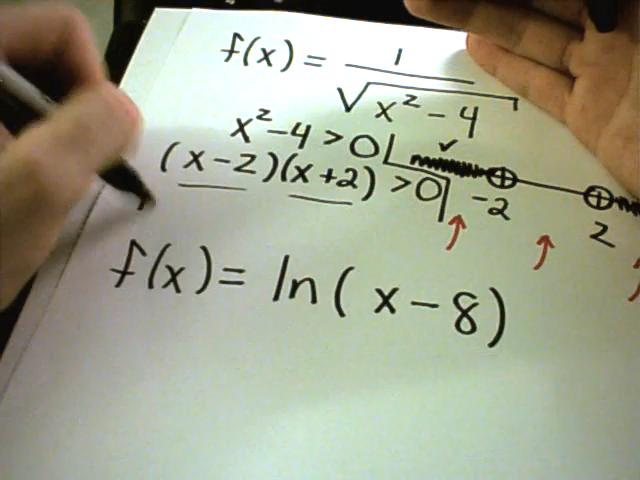 f(x) = 1/√(x² - 4)
x² - 4 > 0
(x - 2)(x + 2) > 0
-2 2
f(x) = ln(x - 8)